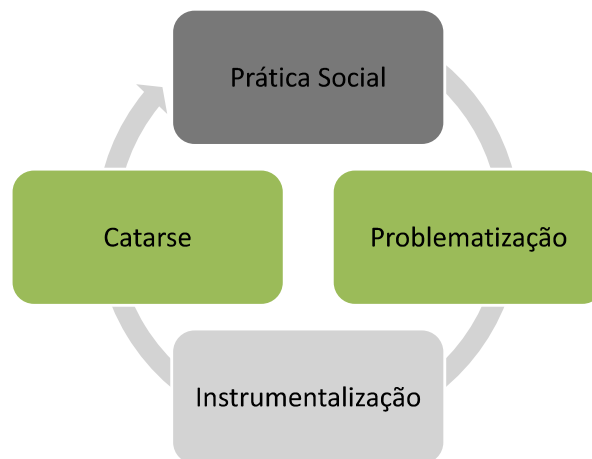 Prática Social
Catarse
Problematização
Instrumentalização